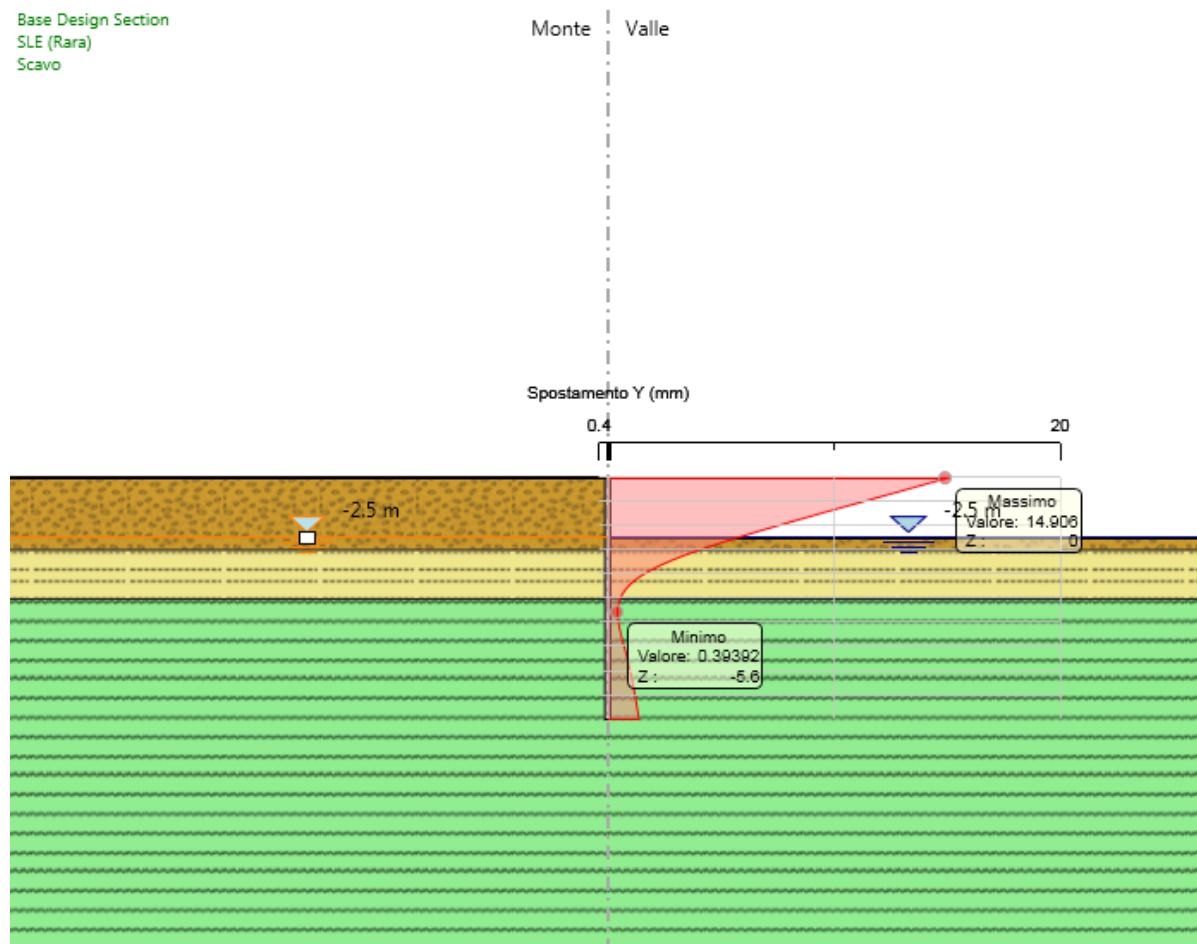 Base Design Section
SLE (Rara)
Scavo
Monte
Valle
Spostamento Y (mm)
0.4
20
-2.5 m
-2.5 m
Massimo
Valore: 14.906
Z : 0
Minimo
Valore: 0.39392
Z : -5.6